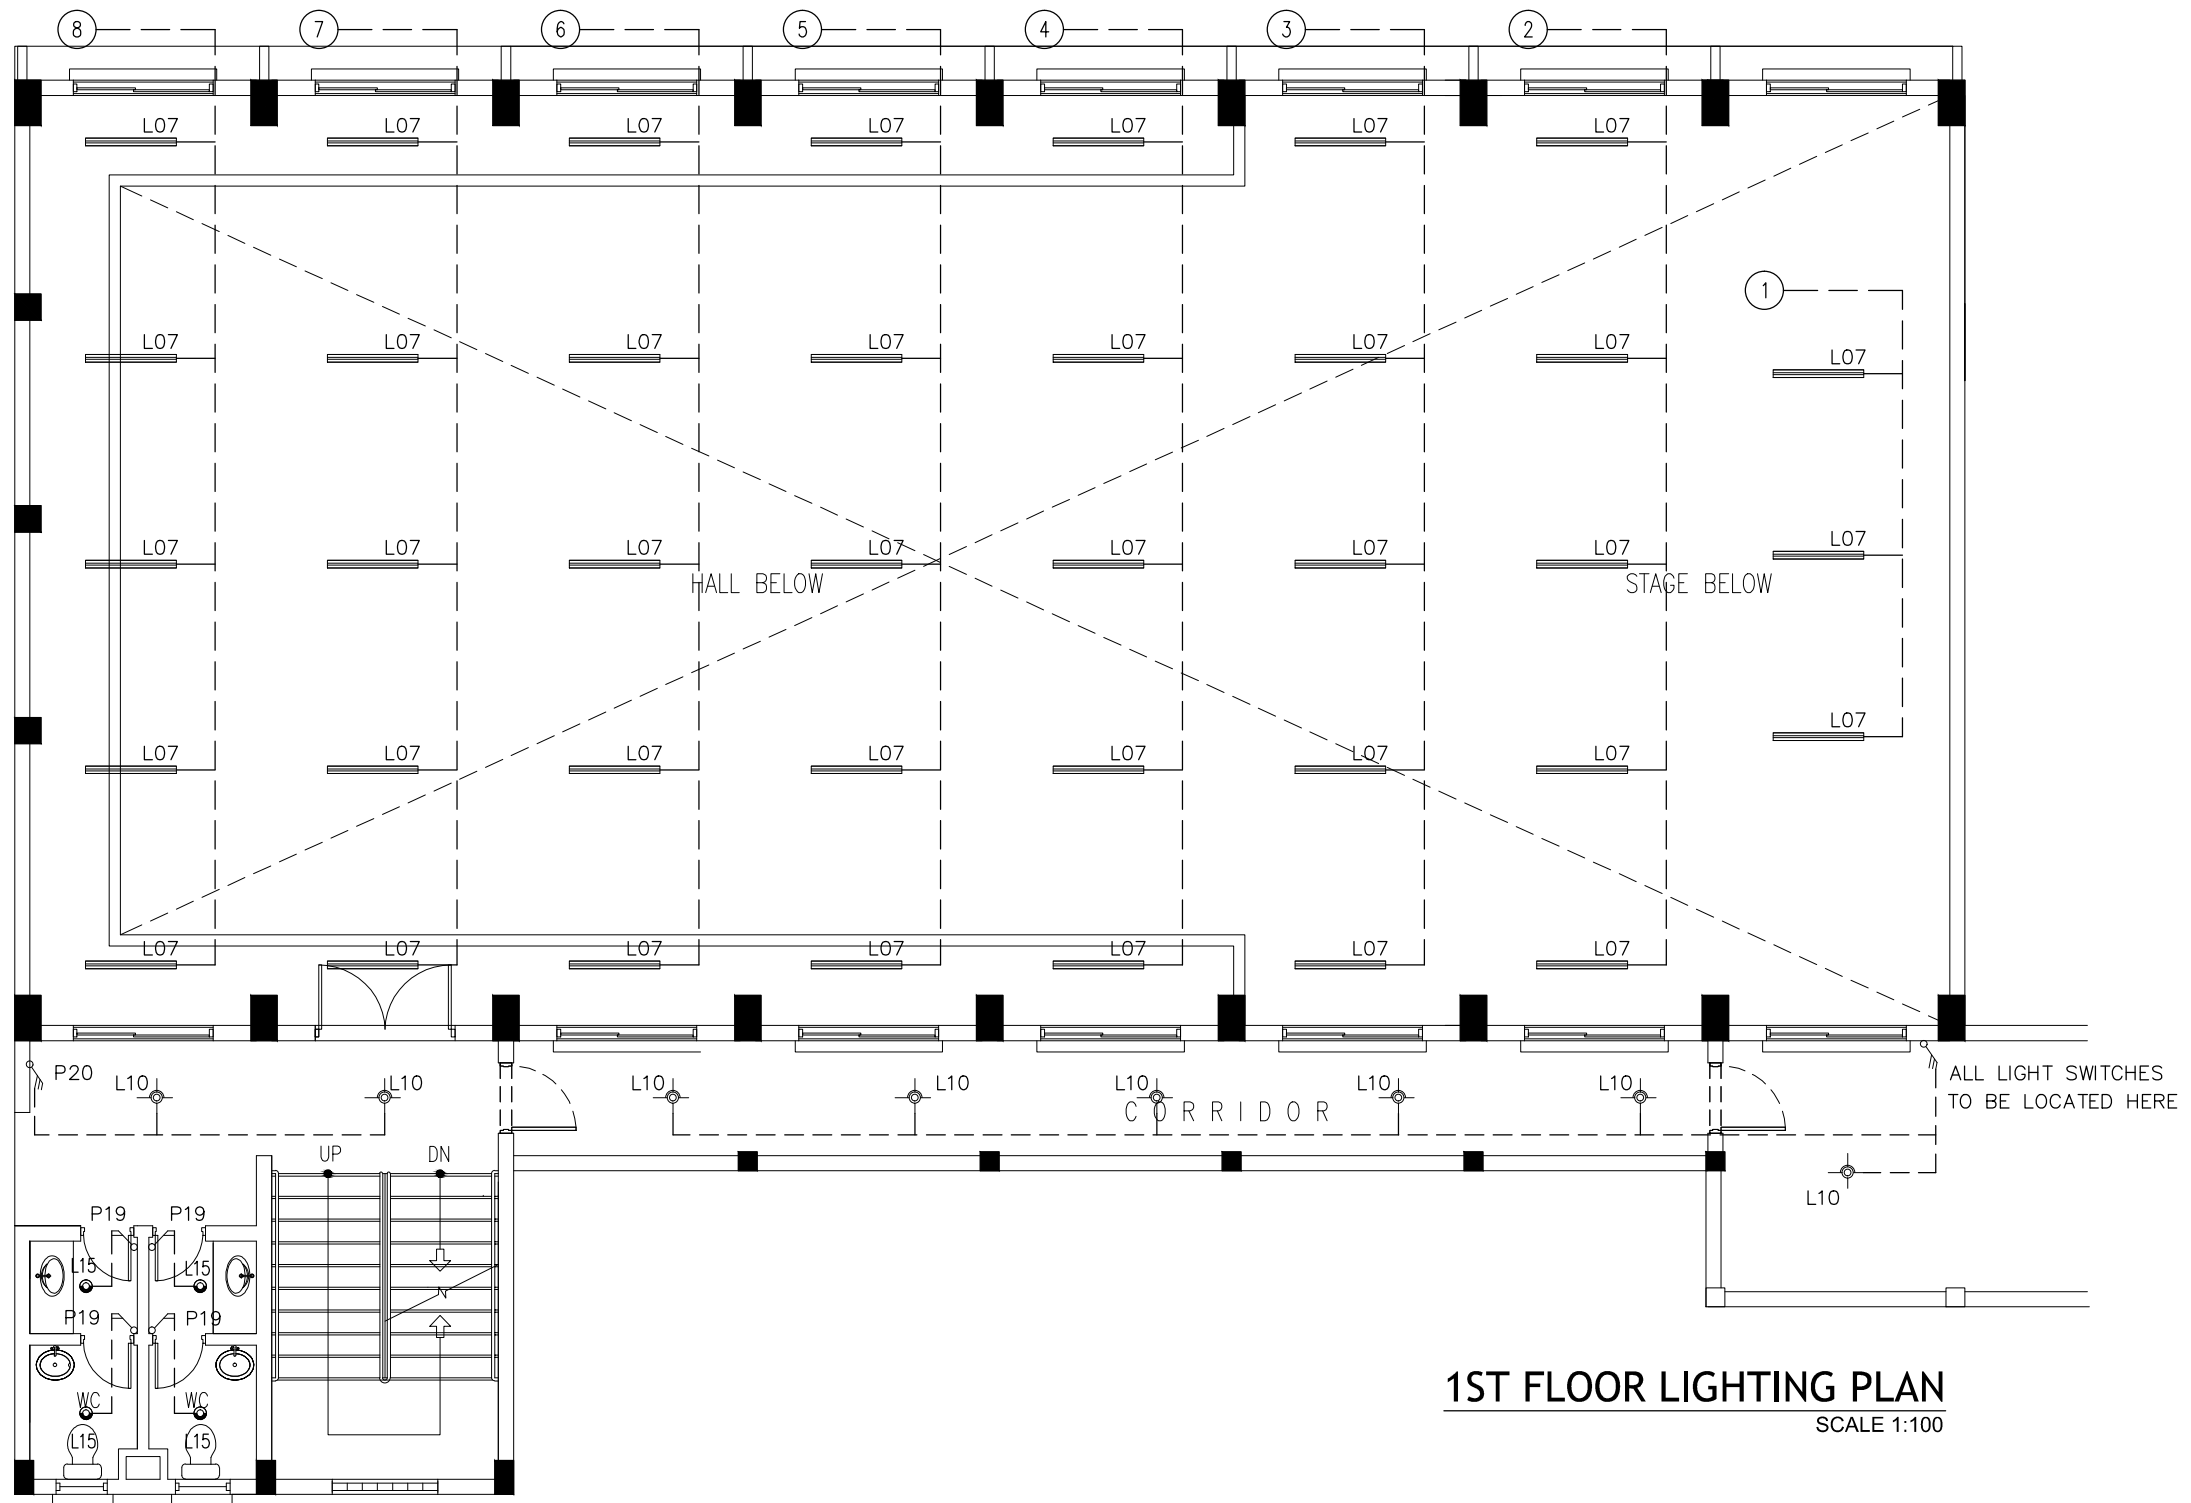 8 7 6 5 4 3 2
L07 L07 L07 L07 L07 L07 L07
1
L07 L07 L07 L07 L07 L07 L07
L07
L07 L07 L07 L07 L07 L07 L07
L07
HALL BELOW STAGE BELOW
L07
L07 L07 L07 L07 L07 L07 L07
L07 L07 L07 L07 L07 L07 L07
P20 ALL LIGHT SWITCHES
L10 L10 L10 L10 L10 L10 L10
TO BE LOCATED HERE
CORRIDOR
UP DN
L10
P19 P19
L15 L15
P19 P19
1ST FLOOR LIGHTING PLAN
WC WC
SCALE 1:100
L15 L15